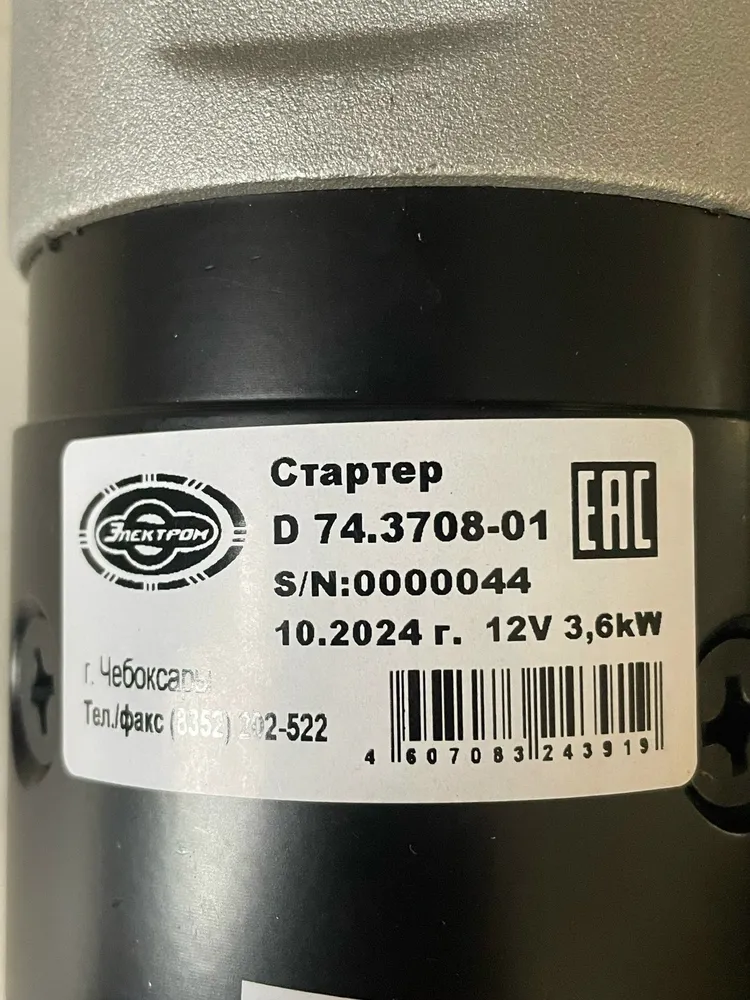 Стартер
D 74.3708-01
ЭЛЕКТРОМ
EAC
S/N:0000044
10.2024 г. 12V 3,6kW
г. Чебоксары
Тел./факс (8352) 202-522
4 607083 243919